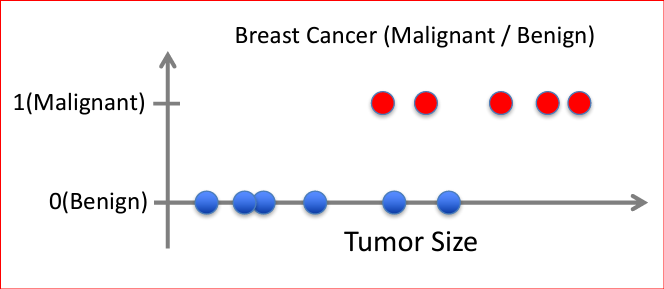 Breast Cancer (Malignant / Benign)
1(Malignant)
0(Benign)
Tumor Size